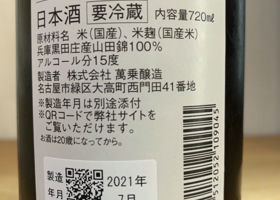 日本酒 要冷蔵 内容量720ml
原材料名 米(国産)、米麹(国産米)
兵庫県黒田庄産山田錦100%
アルコール分15度
製造者 株式会社 萬乗醸造
名古屋市緑区大高町西門田41番地
※製造年月は別途添付
※QRコードで弊社サイトを
ご覧いただけます。
お酒は20歳になってから。
製造
年月
2021年
7月
4512052109045